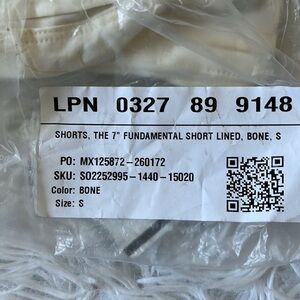 LPN 0327 89 9148
SHORTS, THE 7" FUNDAMENTAL SHORT LINED, BONE, S
PO: MX125872-260172
SKU: SO2252995-1440-15020
Color: BONE
Size: S